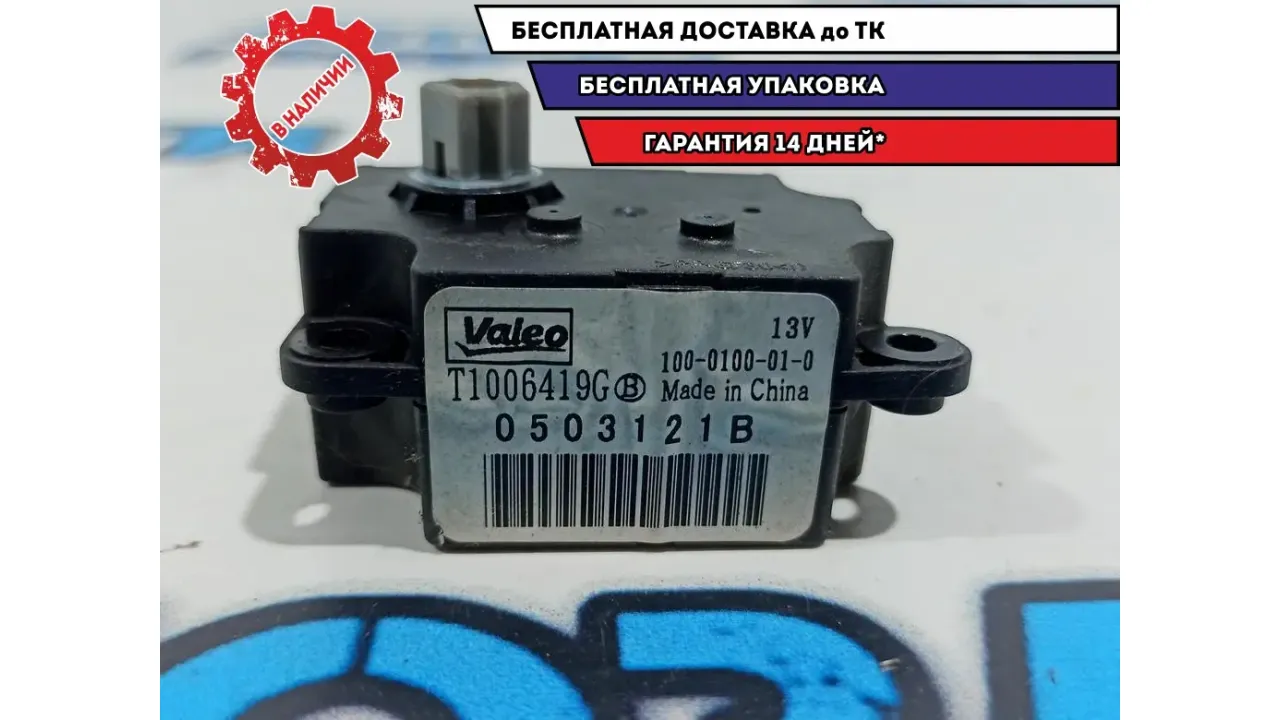 БЕСПЛАТНАЯ ДОСТАВКА до ТК
БЕСПЛАТНАЯ УПАКОВКА
ГАРАНТИЯ 14 ДНЕЙ*
В НАЛИЧИИ
Valeo
13V
100-0100-01-0
T1006419G Ⓑ Made in China
0503121B